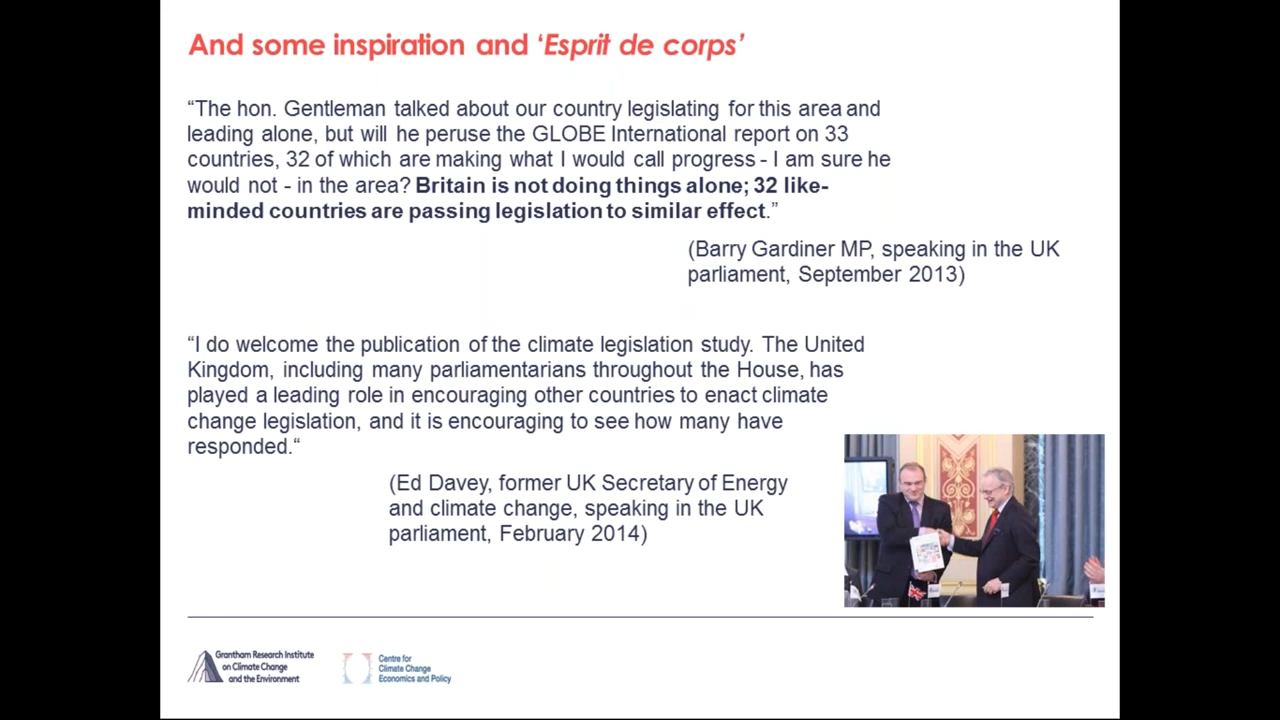 And some inspiration and ‘Esprit de corps’
“The hon. Gentleman talked about our country legislating for this area and
leading alone, but will he peruse the GLOBE International report on 33
countries, 32 of which are making what I would call progress - I am sure he
would not - in the area? Britain is not doing things alone; 32 like-
minded countries are passing legislation to similar effect.”
(Barry Gardiner MP, speaking in the UK
parliament, September 2013)
“I do welcome the publication of the climate legislation study. The United
Kingdom, including many parliamentarians throughout the House, has
played a leading role in encouraging other countries to enact climate
change legislation, and it is encouraging to see how many have
responded.“
(Ed Davey, former UK Secretary of Energy
and climate change, speaking in the UK
parliament, February 2014)
Grantham Research Institute
on Climate Change
and the Environment
Centre for
Climate Change
Economics and Policy